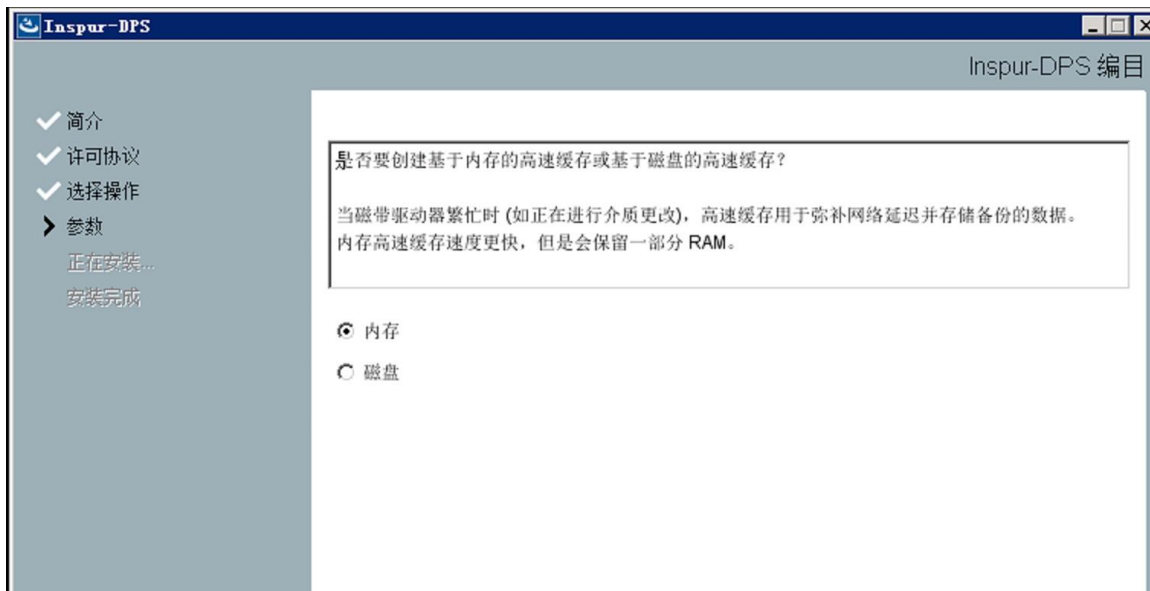 Inspur-DPS
Inspur-DPS 编目
简介
许可协议
选择操作
参数
正在安装...
安装完成
是否要创建基于内存的高速缓存或基于磁盘的高速缓存？
当磁带驱动器繁忙时 (如正在进行介质更改)，高速缓存用于弥补网络延迟并存储备份的数据。
内存高速缓存速度更快，但是会保留一部分 RAM。
内存
磁盘